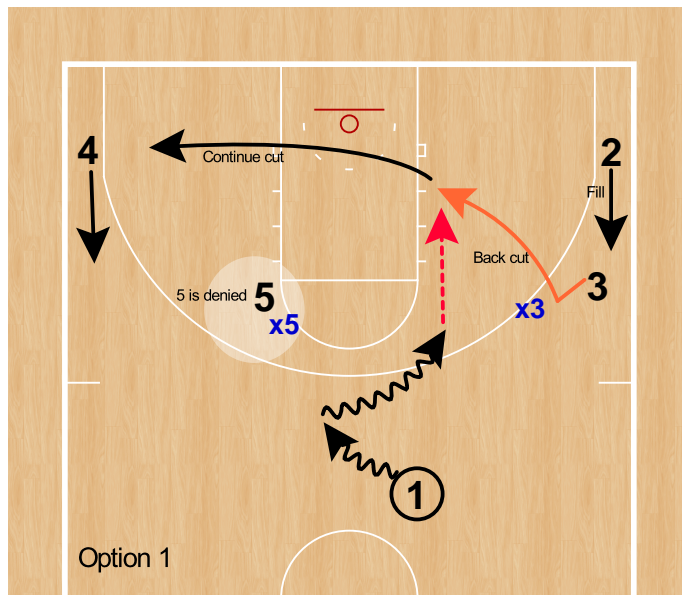 4
Continue cut
2
Fill
Back cut
3
5 is denied
5
x5
x3
1
Option 1